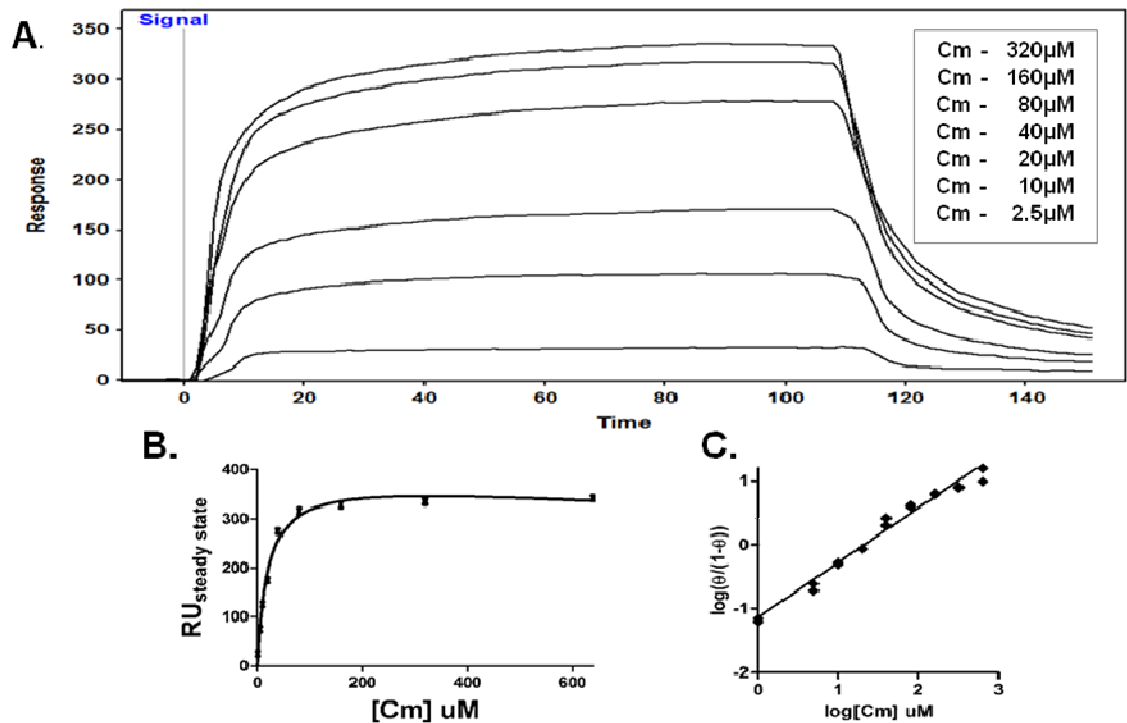 A.
Signal
350
300
250
200
150
100
50
0
Response
0 20 40 60 80 100 120 140
Time
Cm - 320µM
Cm - 160µM
Cm - 80µM
Cm - 40µM
Cm - 20µM
Cm - 10µM
Cm - 2.5µM
B.
400
300
200
100
0
RUsteady state
0 200 400 600
[Cm] uM
C.
1
0
-1
-2
log(θ/(1-θ))
0 1 2 3
log[Cm] uM